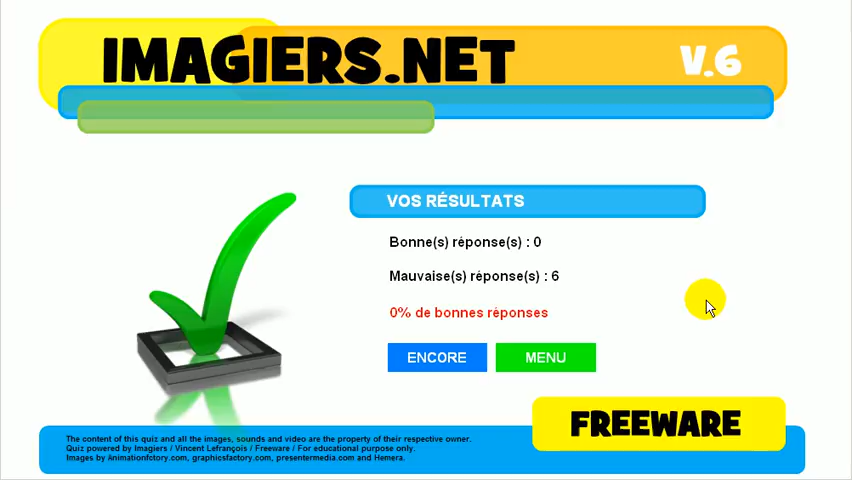 IMAGIERS.NET
V.6
VOS RÉSULTATS
Bonne(s) réponse(s) : 0
Mauvaise(s) réponse(s) : 6
0% de bonnes réponses
ENCORE
MENU
FREEWARE
The content of this quiz and all the images, sounds and video are the property of their respective owner.
Quiz powered by Imagiers / Vincent Lefrançois / Freeware / For educational purpose only.
Images by Animationfctory.com, graphicsfactory.com, presentermedia.com and Hemera.